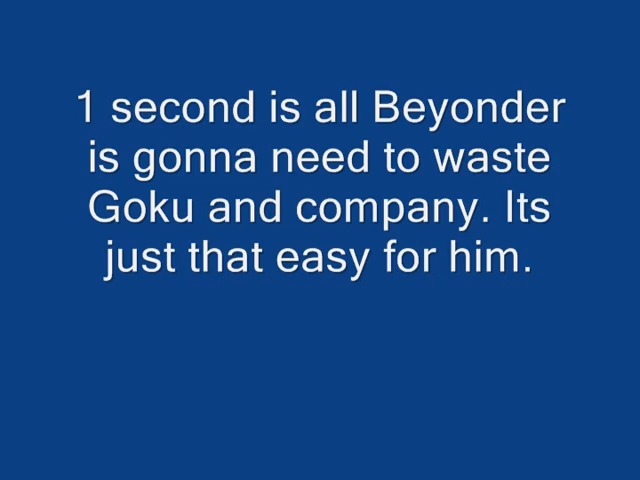 1 second is all Beyonder
is gonna need to waste
Goku and company. Its
just that easy for him.